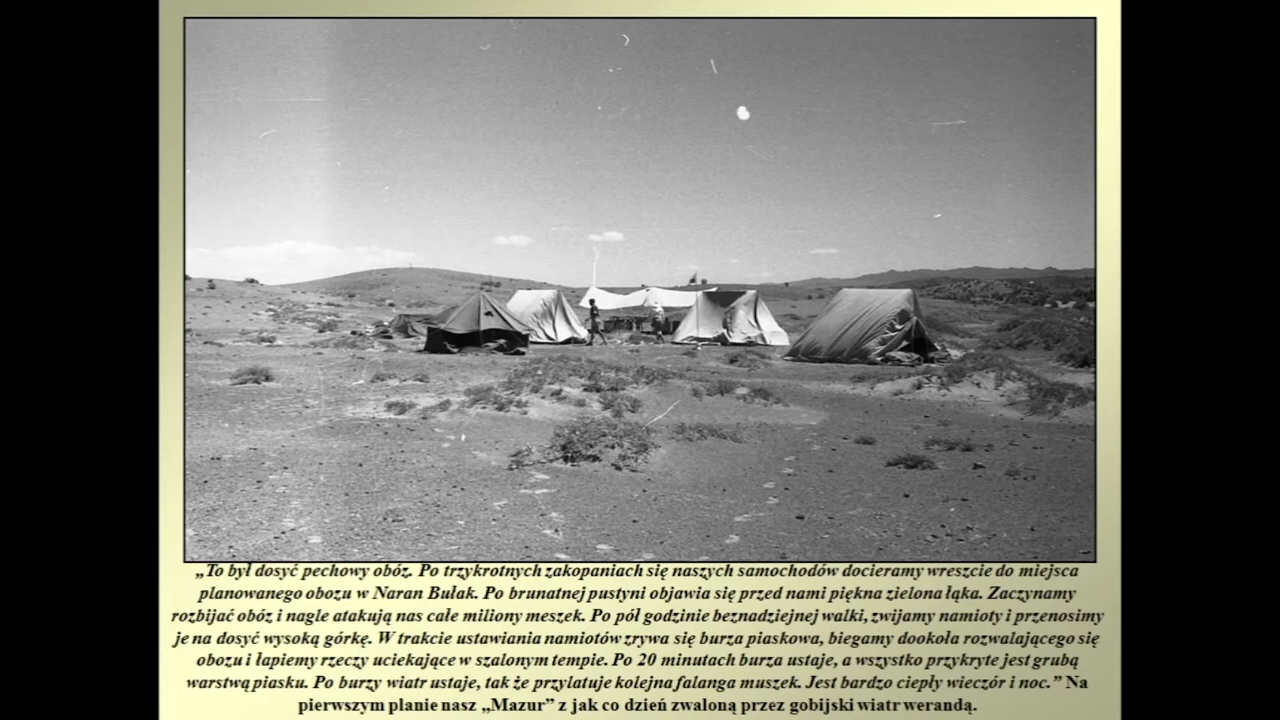 „To był dosyć pechowy obóz. Po trzykrotnych zakopaniach się naszych samochodów docieramy wreszcie do miejsca
planowanego obozu w Naran Bułak. Po brunatnej pustyni objawia się przed nami piękna zielona łąka. Zaczynamy
rozbijać obóz i nagle atakują nas całe miliony meszek. Po pół godzinie beznadziejnej walki, zwijamy namioty i przenosimy
je na dosyć wysoką górkę. W trakcie ustawiania namiotów zrywa się burza piaskowa, biegamy dookoła rozwalającego się
obozu i łapiemy rzeczy uciekające w szalonym tempie. Po 20 minutach burza ustaje, a wszystko przykryte jest grubą
warstwą piasku. Po burzy wiatr ustaje, tak że przylatuje kolejna falanga muszek. Jest bardzo ciepły wieczór i noc.” Na
pierwszym planie nasz „Mazur” z jak co dzień zwaloną przez gobijski wiatr werandą.